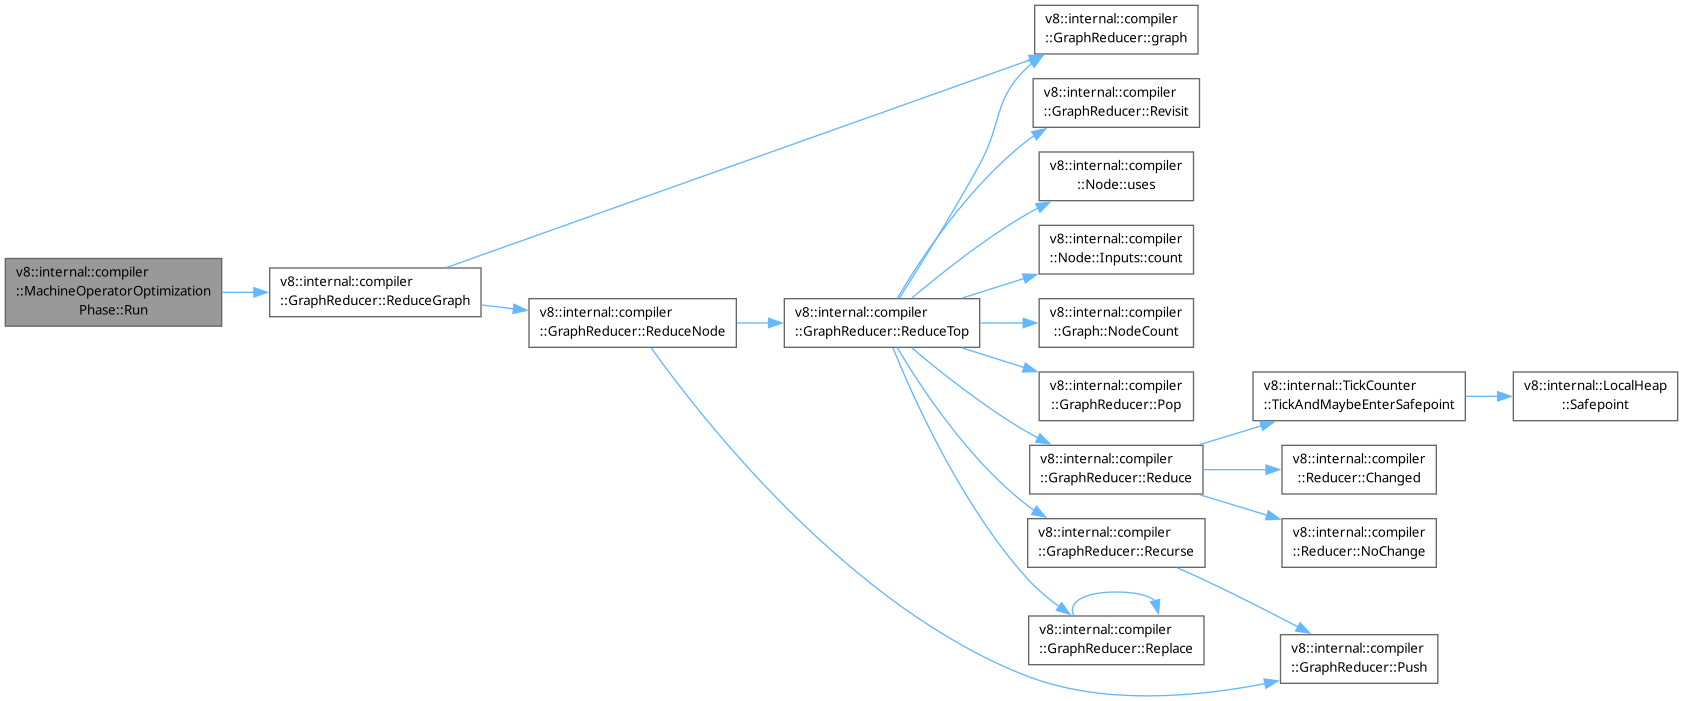 v8::internal::compiler
::MachineOperatorOptimization
Phase::Run
v8::internal::compiler
::GraphReducer::ReduceGraph
v8::internal::compiler
::GraphReducer::ReduceNode
v8::internal::compiler
::GraphReducer::ReduceTop
v8::internal::compiler
::GraphReducer::graph
v8::internal::compiler
::GraphReducer::Revisit
v8::internal::compiler
::Node::uses
v8::internal::compiler
::Node::Inputs::count
v8::internal::compiler
::Graph::NodeCount
v8::internal::compiler
::GraphReducer::Pop
v8::internal::compiler
::GraphReducer::Reduce
v8::internal::compiler
::GraphReducer::Recurse
v8::internal::compiler
::GraphReducer::Replace
v8::internal::TickCounter
::TickAndMaybeEnterSafepoint
v8::internal::compiler
::Reducer::Changed
v8::internal::compiler
::Reducer::NoChange
v8::internal::compiler
::GraphReducer::Push
v8::internal::LocalHeap
::Safepoint